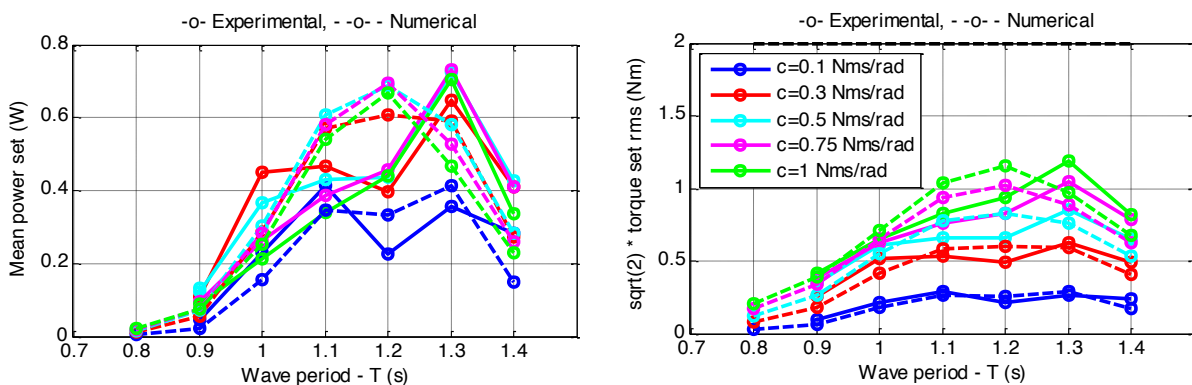 -o- Experimental, - -o- - Numerical
Mean power set (W)
0.8
0.6
0.4
0.2
0
0.7 0.8 0.9 1 1.1 1.2 1.3 1.4
Wave period - T (s)
-o- Experimental, - -o- - Numerical
sqrt(2) * torque set rms (Nm)
2
1.5
1
0.5
0
c=0.1 Nms/rad
c=0.3 Nms/rad
c=0.5 Nms/rad
c=0.75 Nms/rad
c=1 Nms/rad
0.7 0.8 0.9 1 1.1 1.2 1.3 1.4
Wave period - T (s)